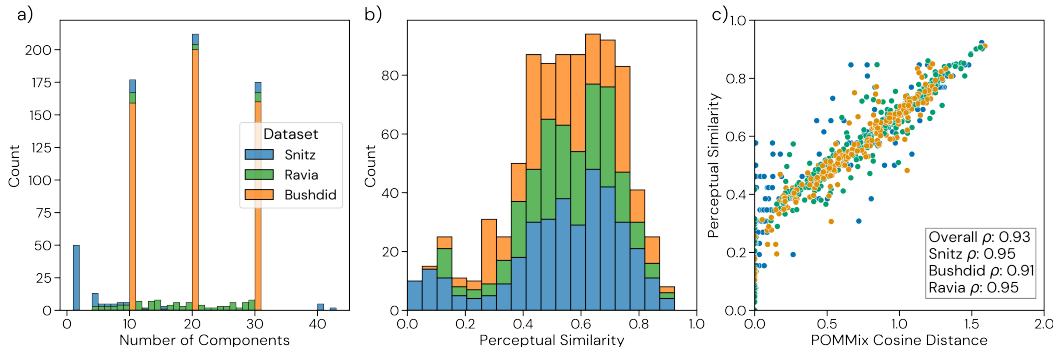 a)
200
175
150
125
100
75
50
25
0
Count
0
10
20
30
40
Number of Components
Dataset
Snitz
Ravia
Bushdid
b)
80
60
40
20
0
Count
0.0
0.2
0.4
0.6
0.8
1.0
Perceptual Similarity
c)
1.0
0.8
0.6
0.4
0.2
0.0
Perceptual Similarity
0.0
0.5
1.0
1.5
2.0
POMMix Cosine Distance
Overall ρ: 0.93
Snitz ρ: 0.95
Bushdid ρ: 0.91
Ravia ρ: 0.95